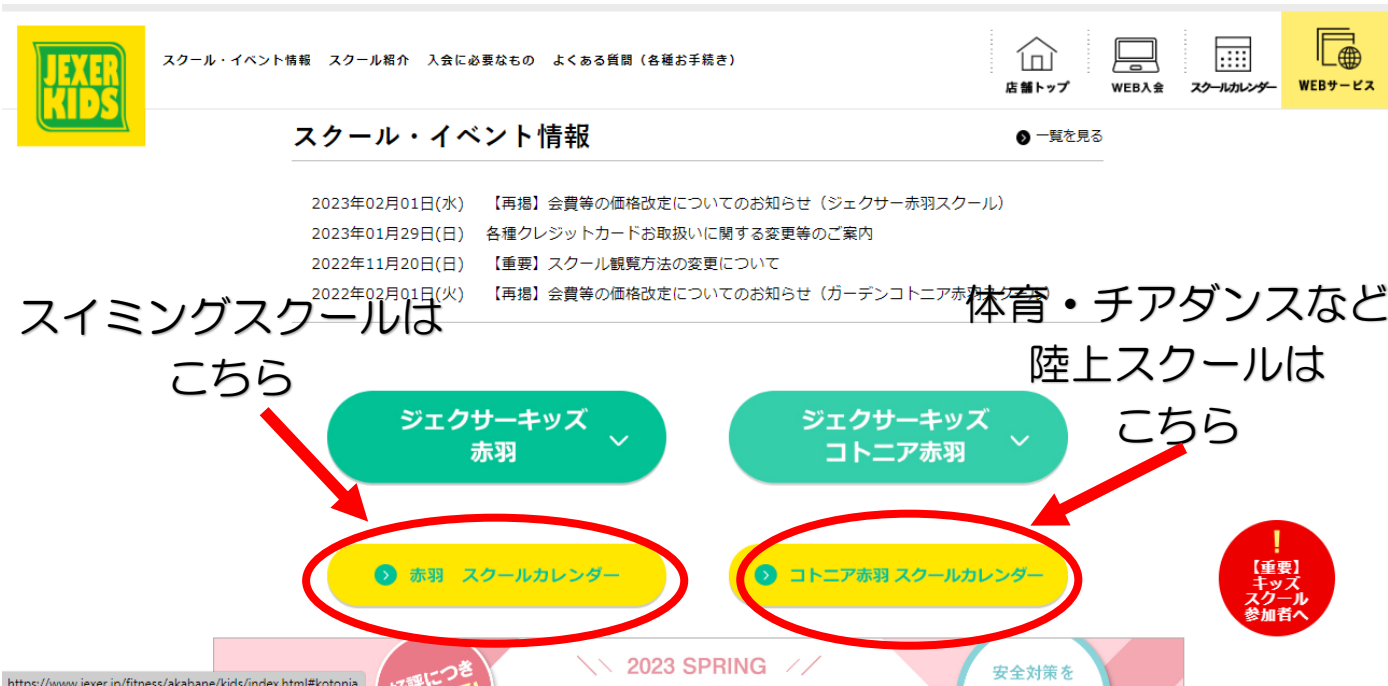 JEXER
KIDS
スクール・イベント情報 スクール紹介 入会に必要なもの よくある質問(各種お手続き)
店舗トップ
WEB入会
スクールカレンダー
WEBサービス
スクール・イベント情報
一覧を見る
2023年02月01日(水) 【再掲】会費等の価格改定についてのお知らせ(ジェクサー赤羽スクール)
2023年01月29日(日) 各種クレジットカードお取扱いに関する変更等のご案内
2022年11月20日(日) 【重要】スクール観覧方法の変更について
2022年02月01日(火) 【再掲】会費等の価格改定についてのお知らせ(ガーデンコトニア赤羽スクール)
スイミングスクールは
こちら
体育・チアダンスなど
陸上スクールは
こちら
ジェクサーキッズ
赤羽
ジェクサーキッズ
コトニア赤羽
赤羽 スクールカレンダー
コトニア赤羽 スクールカレンダー
!
【重要】
キッズ
スクール
参加者へ
好評につき
2023 SPRING
安全対策を
https://www.jexer.jp/fitness/akabane/kids/index.html#kotonia